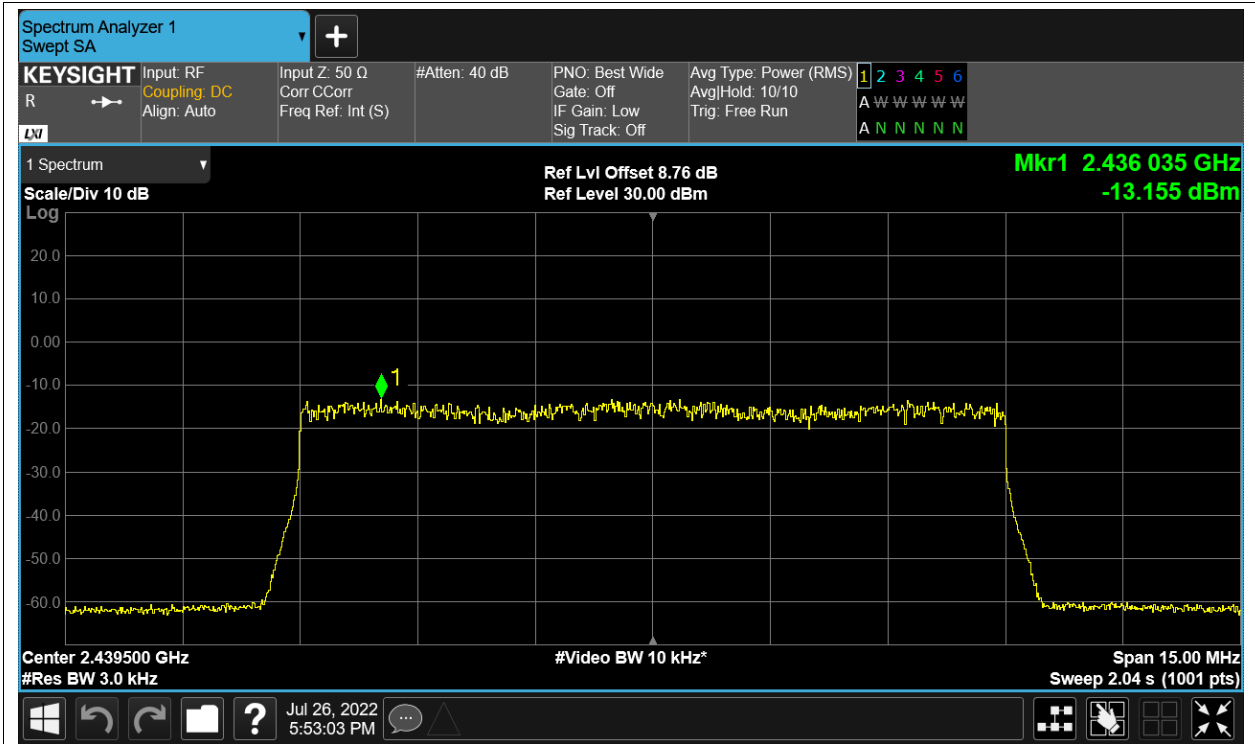 Spectrum Analyzer 1
Swept SA
+
KEYSIGHT
R
LXI
Input: RF
Coupling: DC
Align: Auto
Input Z: 50 Ω
Corr CCorr
Freq Ref: Int (S)
#Atten: 40 dB
PNO: Best Wide
Gate: Off
IF Gain: Low
Sig Track: Off
Avg Type: Power (RMS)
Avg|Hold: 10/10
Trig: Free Run
1 2 3 4 5 6
A W W W W W
A N N N N N
1 Spectrum
Scale/Div 10 dB
Log
Ref Lvl Offset 8.76 dB
Ref Level 30.00 dBm
Mkr1 2.436 035 GHz
-13.155 dBm
20.0
10.0
0.00
-10.0
-20.0
-30.0
-40.0
-50.0
-60.0
1
Center 2.439500 GHz
#Res BW 3.0 kHz
#Video BW 10 kHz*
Span 15.00 MHz
Sweep 2.04 s (1001 pts)
?
Jul 26, 2022
5:53:03 PM